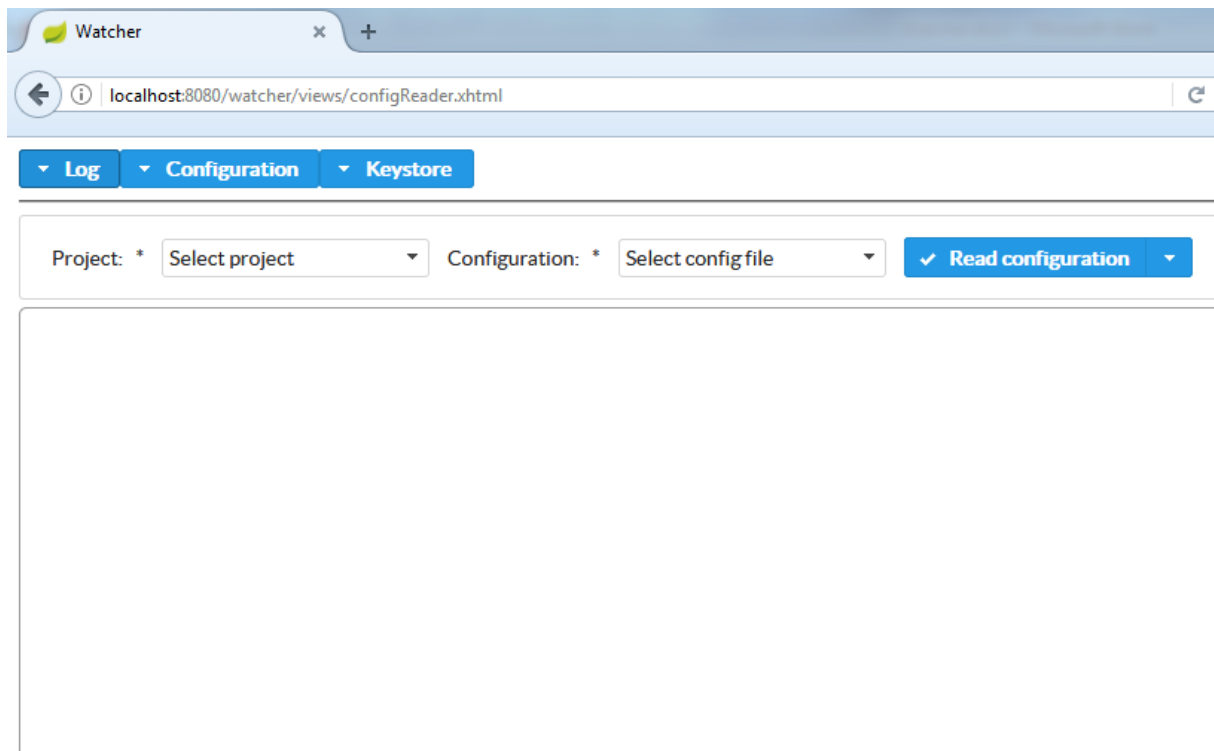 Watcher
localhost:8080/watcher/views/configReader.xhtml
Log Configuration Keystore
Project: * Select project Configuration: * Select config file Read configuration